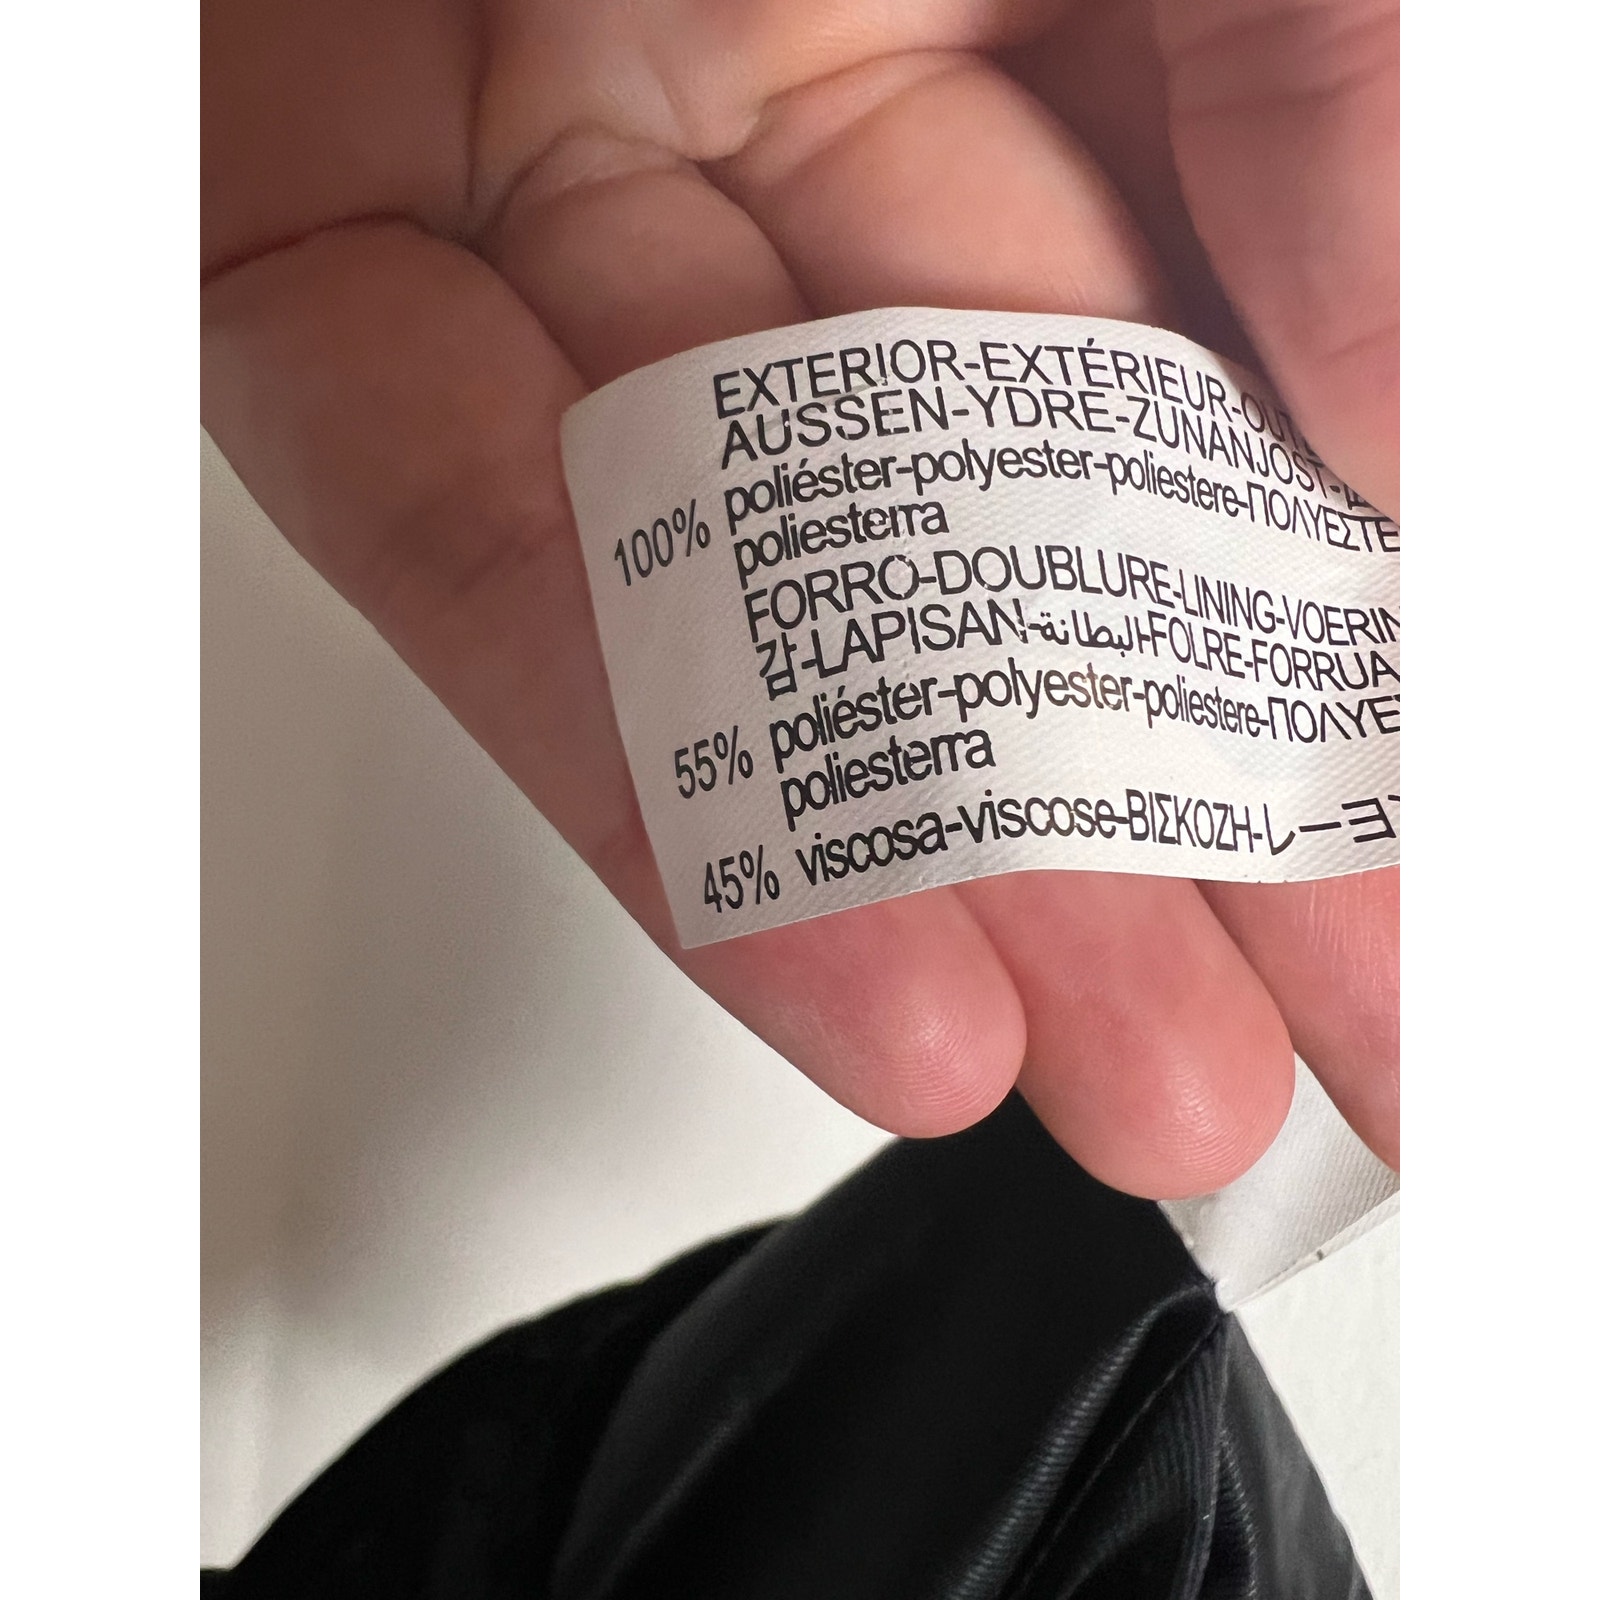 EXTERIOR-EXTÉRIEUR-
AUSSEN-YDRE-ZUNANJOST-
100% poliéster-polyester-poliestere-ΠΟΛΥΕΣΤΕ
poliesterra
FORRO-DOUBLURE-LINING-VOERIN
감-LAPISAN-البطانة-FOLRE-FORRUA-
55% poliéster-polyester-poliestere-ΠΟΛΥΕ
poliesterra
45% viscosa-viscose-ΒΙΣΚΟΖΗ-レーヨ